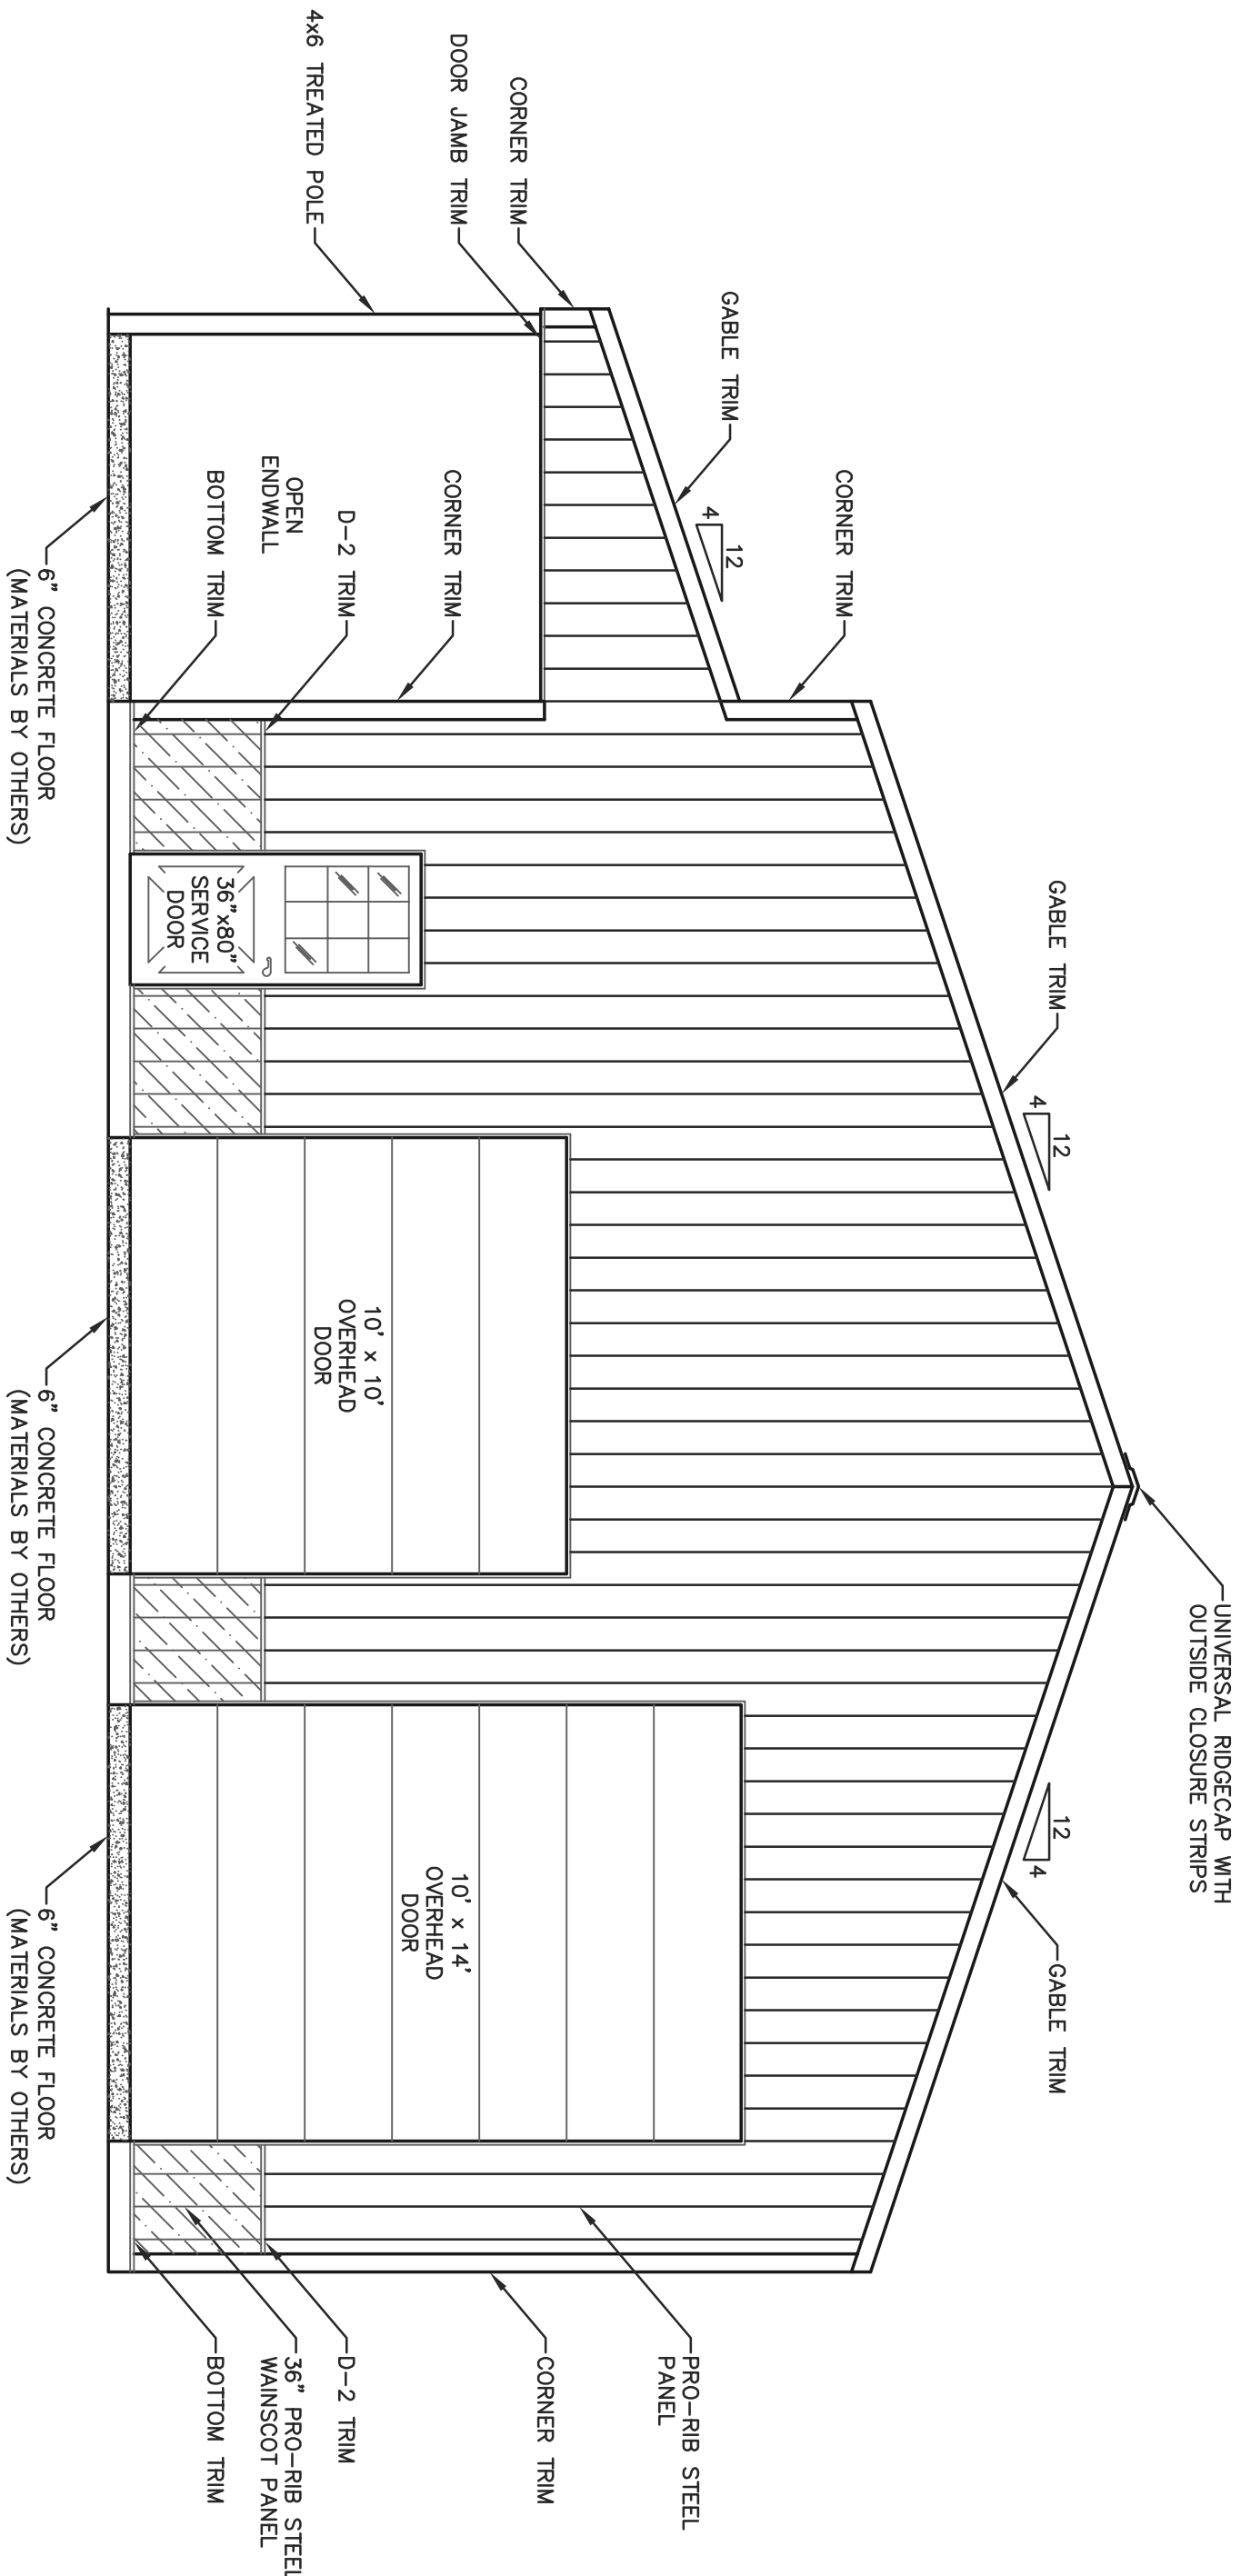 UNIVERSAL RIDGECAP WITH
OUTSIDE CLOSURE STRIPS
GABLE TRIM
12
4
12
4
GABLE TRIM
CORNER TRIM
GABLE TRIM
12
4
CORNER TRIM
DOOR JAMB TRIM
4x6 TREATED POLE
CORNER TRIM
D-2 TRIM
OPEN
ENDWALL
BOTTOM TRIM
36"x80"
SERVICE
DOOR
10' x 10'
OVERHEAD
DOOR
10' x 14'
OVERHEAD
DOOR
PRO-RIB STEEL
PANEL
CORNER TRIM
D-2 TRIM
36" PRO-RIB STEEL
WAINSCOT PANEL
BOTTOM TRIM
6" CONCRETE FLOOR
(MATERIALS BY OTHERS)
6" CONCRETE FLOOR
(MATERIALS BY OTHERS)
6" CONCRETE FLOOR
(MATERIALS BY OTHERS)